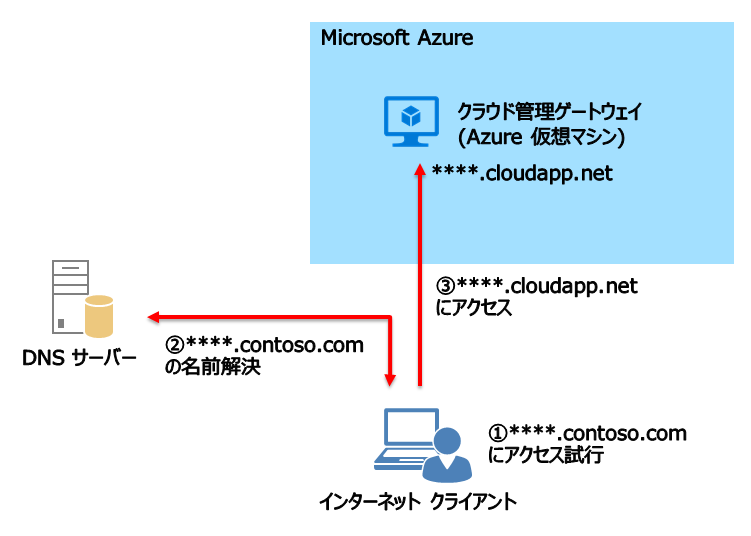 Microsoft Azure
クラウド管理ゲートウェイ
(Azure 仮想マシン)
****.cloudapp.net
③****.cloudapp.net
にアクセス
DNS サーバー
②****.contoso.com
の名前解決
①****.contoso.com
にアクセス試行
インターネット クライアント